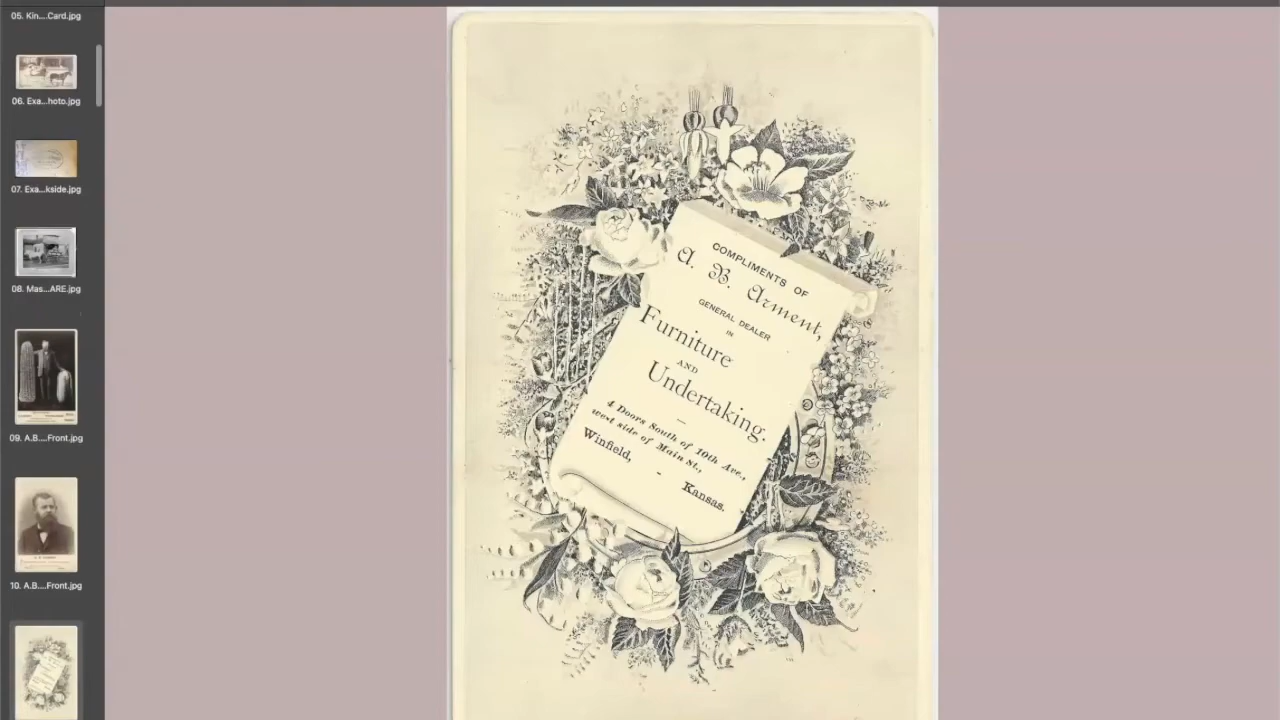 05. Kin....Card.jpg
06. Exa...hoto.jpg
07. Exa...kside.jpg
08. Mas...ARE.jpg
09. A.B....Front.jpg
10. A.B....Front.jpg
COMPLIMENTS OF
A. B. Arment,
GENERAL DEALER
IN
Furniture
AND
Undertaking.
4 Doors South of 10th Ave.,
west side of Main St.,
Winfield, - Kansas.